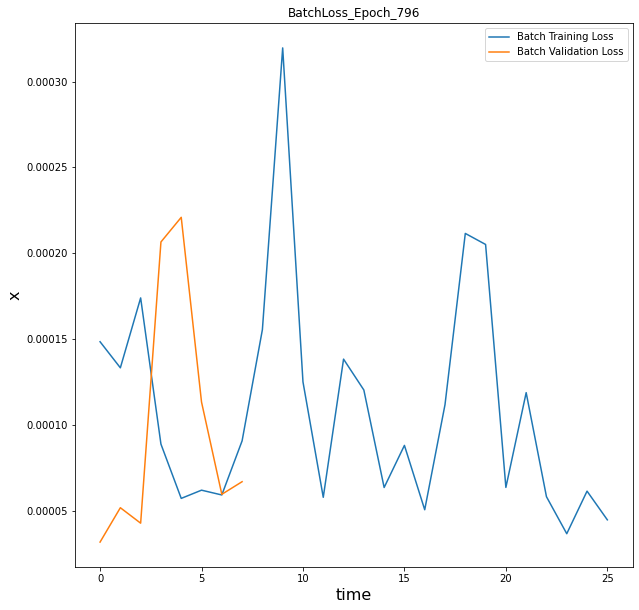 BatchLoss_Epoch_796
Batch Training Loss
Batch Validation Loss
0.00030
0.00025
0.00020
0.00015
0.00010
0.00005
x
0 5 10 15 20 25
time